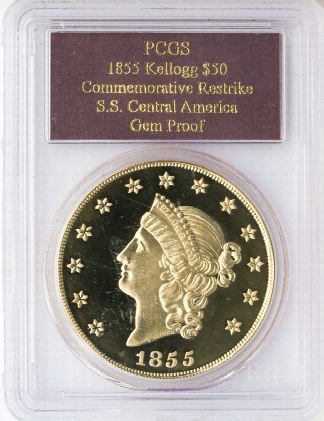 PCGS
1855 Kellogg $50
Commemorative Restrike
S.S. Central America
Gem Proof
1855